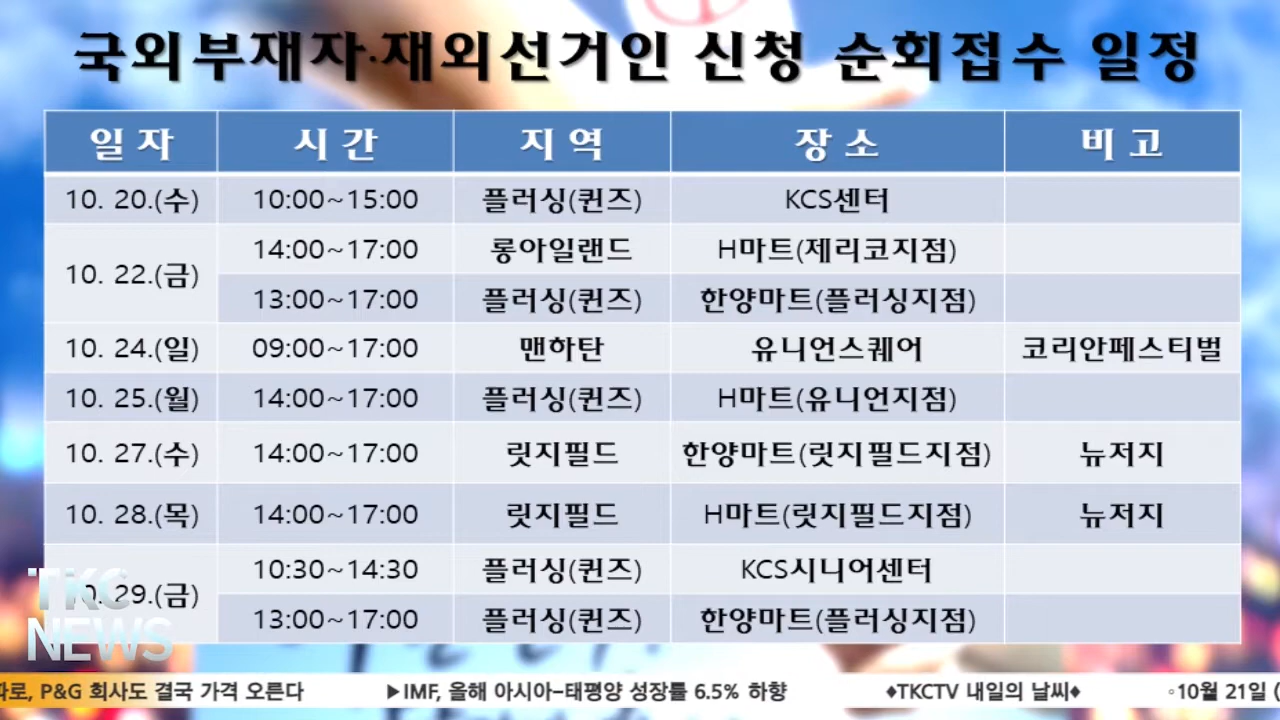 국외부재자·재외선거인 신청 순회접수 일정
일 자 시 간 지 역 장 소 비 고
10. 20.(수) 10:00~15:00 플러싱(퀸즈) KCS센터
10. 22.(금) 14:00~17:00 롱아일랜드 H마트(제리코지점)
13:00~17:00 플러싱(퀸즈) 한양마트(플러싱지점)
10. 24.(일) 09:00~17:00 맨하탄 유니언스퀘어 코리안페스티벌
10. 25.(월) 14:00~17:00 플러싱(퀸즈) H마트(유니언지점)
10. 27.(수) 14:00~17:00 릿지필드 한양마트(릿지필드지점) 뉴저지
10. 28.(목) 14:00~17:00 릿지필드 H마트(릿지필드지점) 뉴저지
10. 29.(금) 10:30~14:30 플러싱(퀸즈) KCS시니어센터
13:00~17:00 플러싱(퀸즈) 한양마트(플러싱지점)
TKC
NEWS
파로, P&G 회사도 결국 가격 오른다 ▶IMF, 올해 아시아-태평양 성장률 6.5% 하향 ♦TKCTV 내일의 날씨♦ ◦10월 21일 (